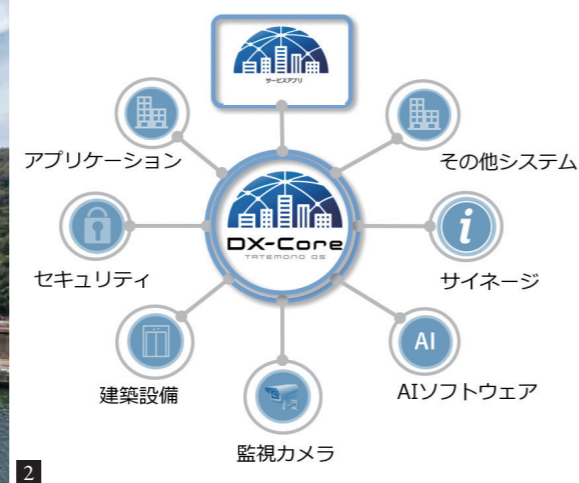 サービスアプリ
アプリケーション
その他システム
DX-Core
TATEMONO OS
セキュリティ
i
サイネージ
建築設備
AI
AIソフトウェア
監視カメラ
2